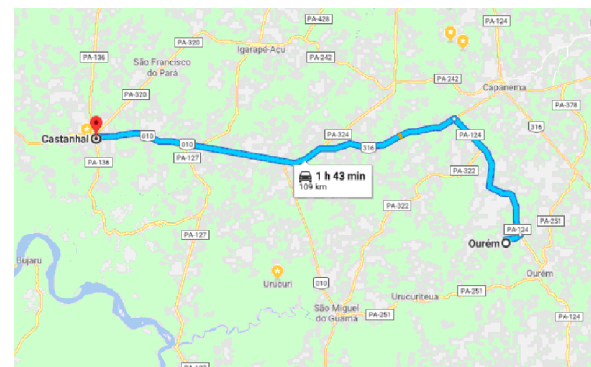 PA-428
PA-124
PA-320
Igarapé-Açu
PA-136
PA-242
São Francisco
do Pará
PA-242
Capanema
PA-320
PA-378
Castanhal
010
010
PA-324
316
PA-124
316
PA-127
PA-136
1 h 43 min
109 km
PA-322
PA-322
PA-251
PA-124
PA-127
Ourém
Bujaru
Ourém
Urucuri
010
Urucuriteua
PA-251
São Miguel
do Guamá
PA-251
PA-124